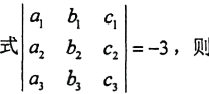 式| a₁ b₁ c₁ |
| a₂ b₂ c₂ | = -3，则
| a₃ b₃ c₃ |